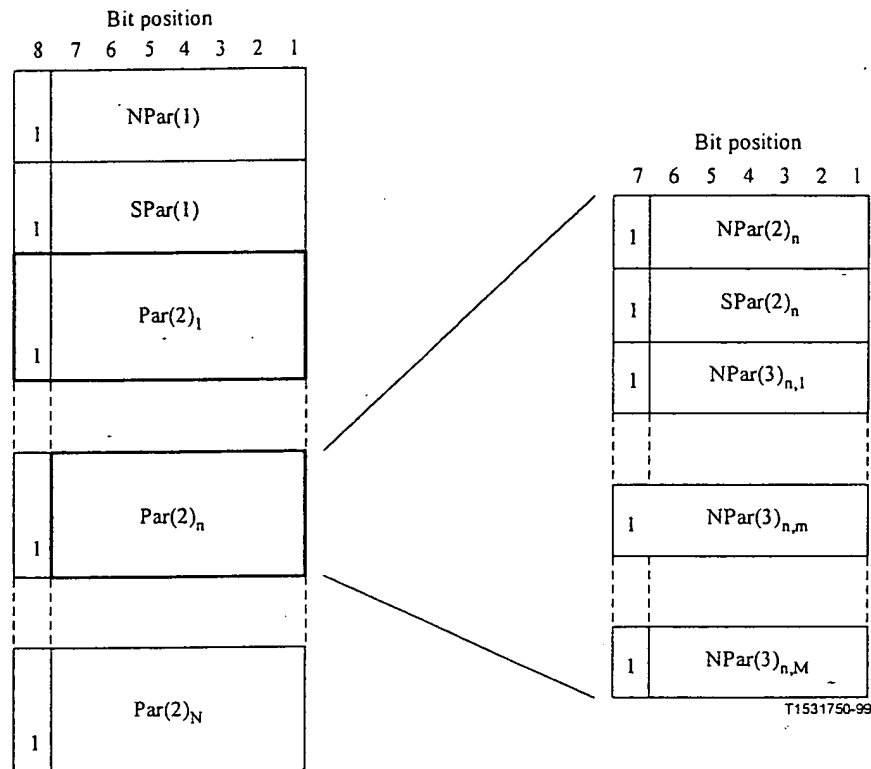 Bit position
8 7 6 5 4 3 2 1
1 NPar(1)
1 SPar(1)
1 Par(2)₁
1 Par(2)ₙ
1 Par(2)_N
Bit position
7 6 5 4 3 2 1
1 NPar(2)ₙ
1 SPar(2)ₙ
1 NPar(3)ₙ,₁
1 NPar(3)ₙ,ₘ
1 NPar(3)ₙ,_M
T1531750-99